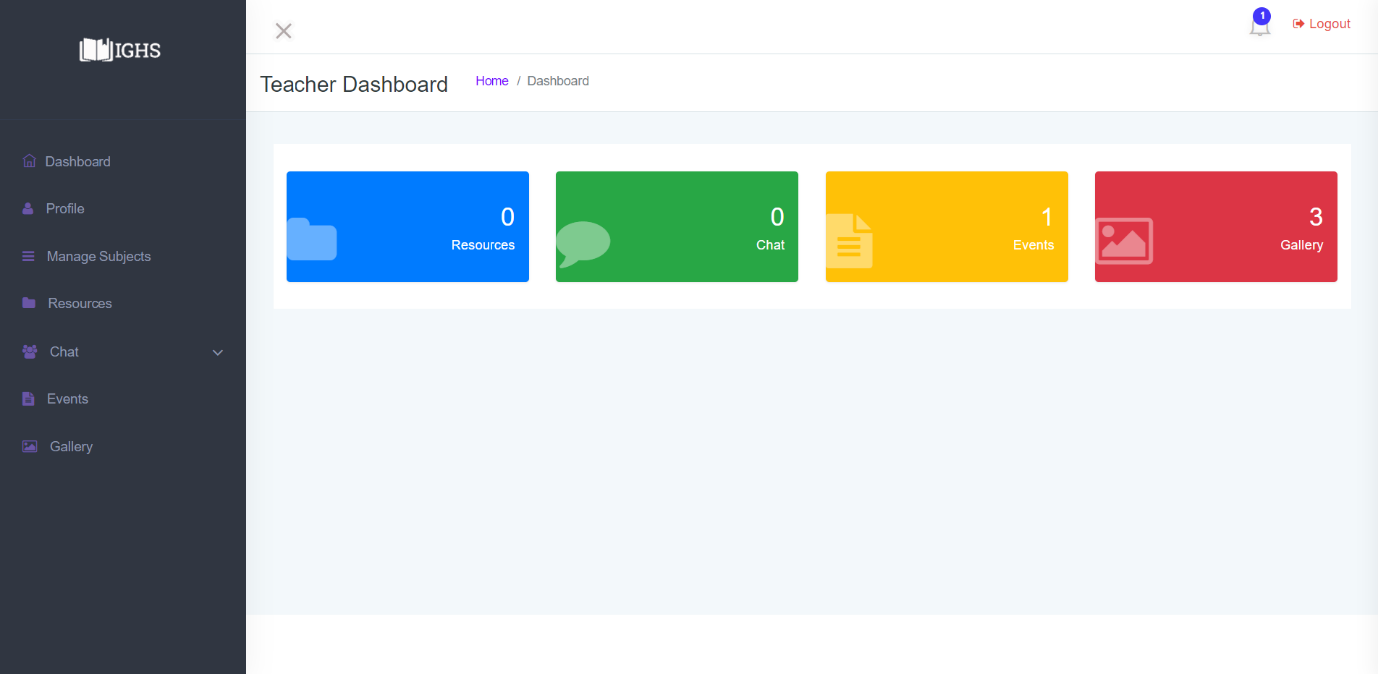 IGHS
1
Logout
Teacher Dashboard
Home / Dashboard
Dashboard
Profile
Manage Subjects
Resources
Chat
Events
Gallery
0
Resources
0
Chat
1
Events
3
Gallery